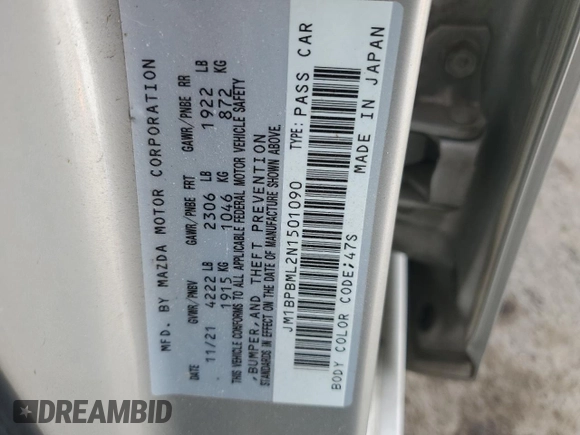 MFD. BY MAZDA MOTOR CORPORATION
GVWR/PNBV GAWR/PNBE FRT GAWR/PNBE RR
DATE
11/21 4222 LB 2306 LB 1922 LB
1915 KG 1046 KG 872 KG
THIS VEHICLE CONFORMS TO ALL APPLICABLE FEDERAL MOTOR VEHICLE SAFETY
, BUMPER, AND THEFT PREVENTION
STANDARDS IN EFFECT ON THE DATE OF MANUFACTURE SHOWN ABOVE.
JM1BPBML2N1501090 TYPE: PASS CAR
BODY COLOR CODE;47S MADE IN JAPAN
DREAMBID